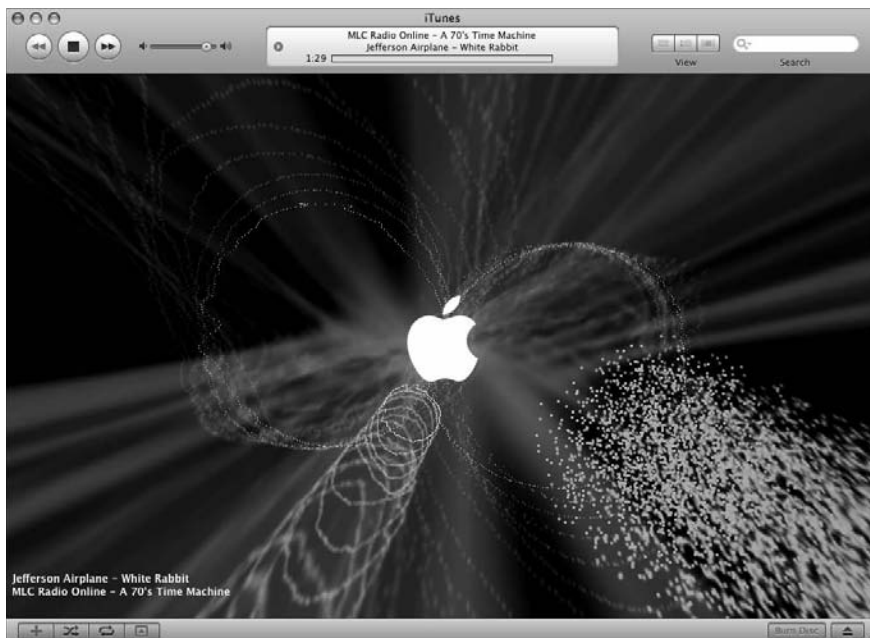 iTunes
MLC Radio Online – A 70's Time Machine
Jefferson Airplane – White Rabbit
1:29
View
Search
Jefferson Airplane – White Rabbit
MLC Radio Online – A 70's Time Machine
Burn Disc